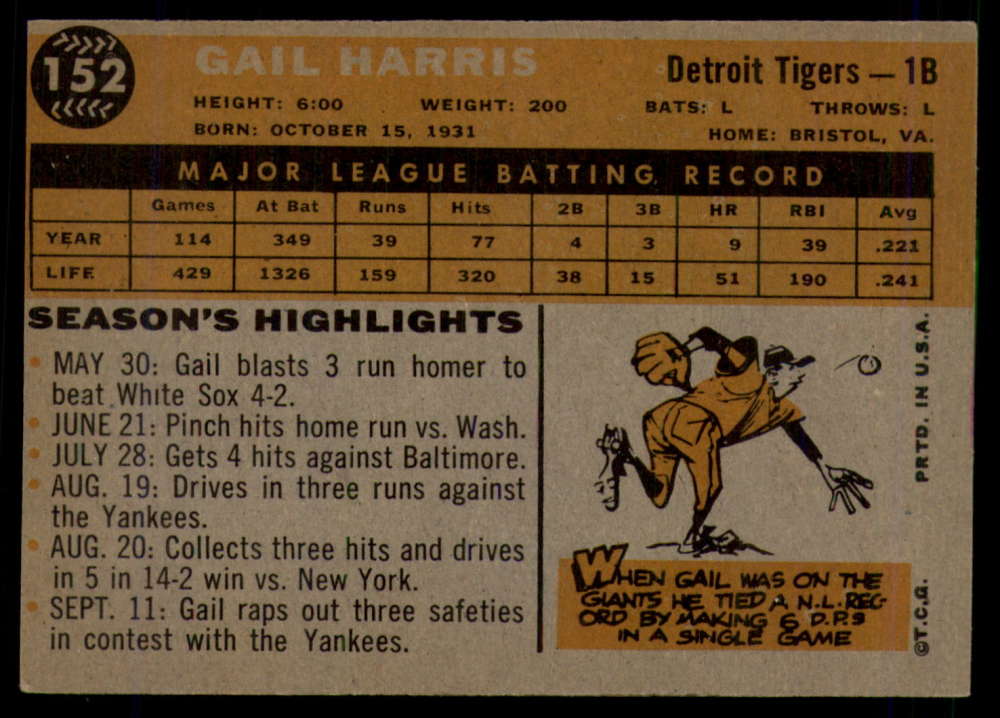 152
GAIL HARRIS
Detroit Tigers — 1B
HEIGHT: 6:00 WEIGHT: 200 BATS: L THROWS: L
BORN: OCTOBER 15, 1931 HOME: BRISTOL, VA.
MAJOR LEAGUE BATTING RECORD
Games At Bat Runs Hits 2B 3B HR RBI Avg
YEAR 114 349 39 77 4 3 9 39 .221
LIFE 429 1326 159 320 38 15 51 190 .241
SEASON'S HIGHLIGHTS
• MAY 30: Gail blasts 3 run homer to
beat White Sox 4-2.
• JUNE 21: Pinch hits home run vs. Wash.
• JULY 28: Gets 4 hits against Baltimore.
• AUG. 19: Drives in three runs against
the Yankees.
• AUG. 20: Collects three hits and drives
in 5 in 14-2 win vs. New York.
• SEPT. 11: Gail raps out three safeties
in contest with the Yankees.
WHEN GAIL WAS ON THE
GIANTS HE TIED A N.L. REC-
ORD BY MAKING 6 D.P.S
IN A SINGLE GAME
©T.C.G. PRTD. IN U.S.A.